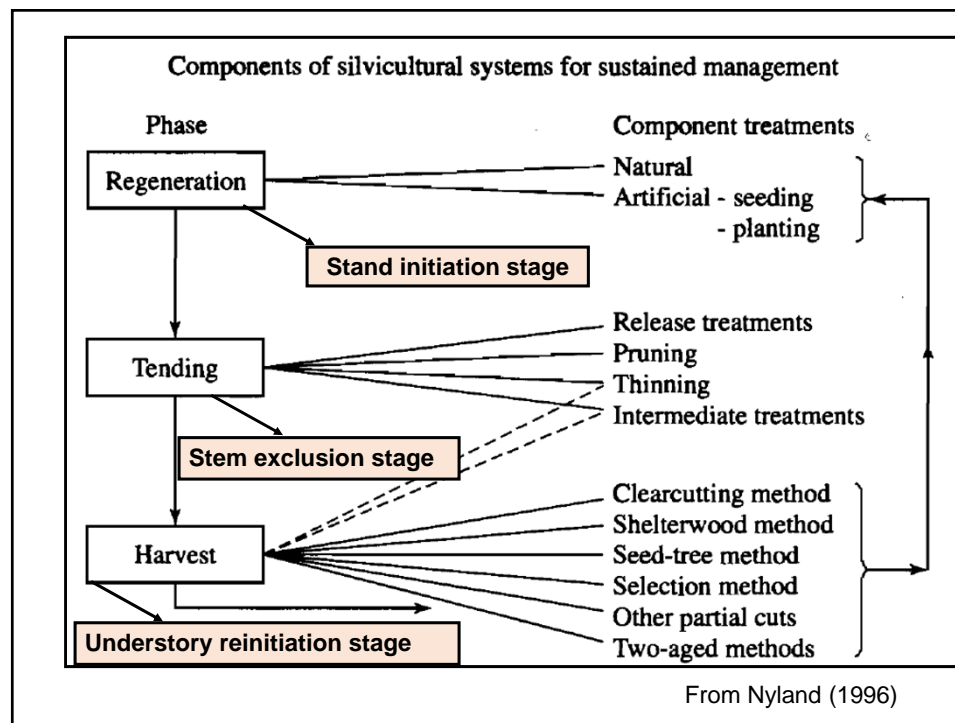 Components of silvicultural systems for sustained management
Phase
Component treatments
Regeneration
Natural
Artificial - seeding
- planting
Stand initiation stage
Tending
Release treatments
Pruning
Thinning
Intermediate treatments
Stem exclusion stage
Harvest
Clearcutting method
Shelterwood method
Seed-tree method
Selection method
Other partial cuts
Two-aged methods
Understory reinitiation stage
From Nyland (1996)